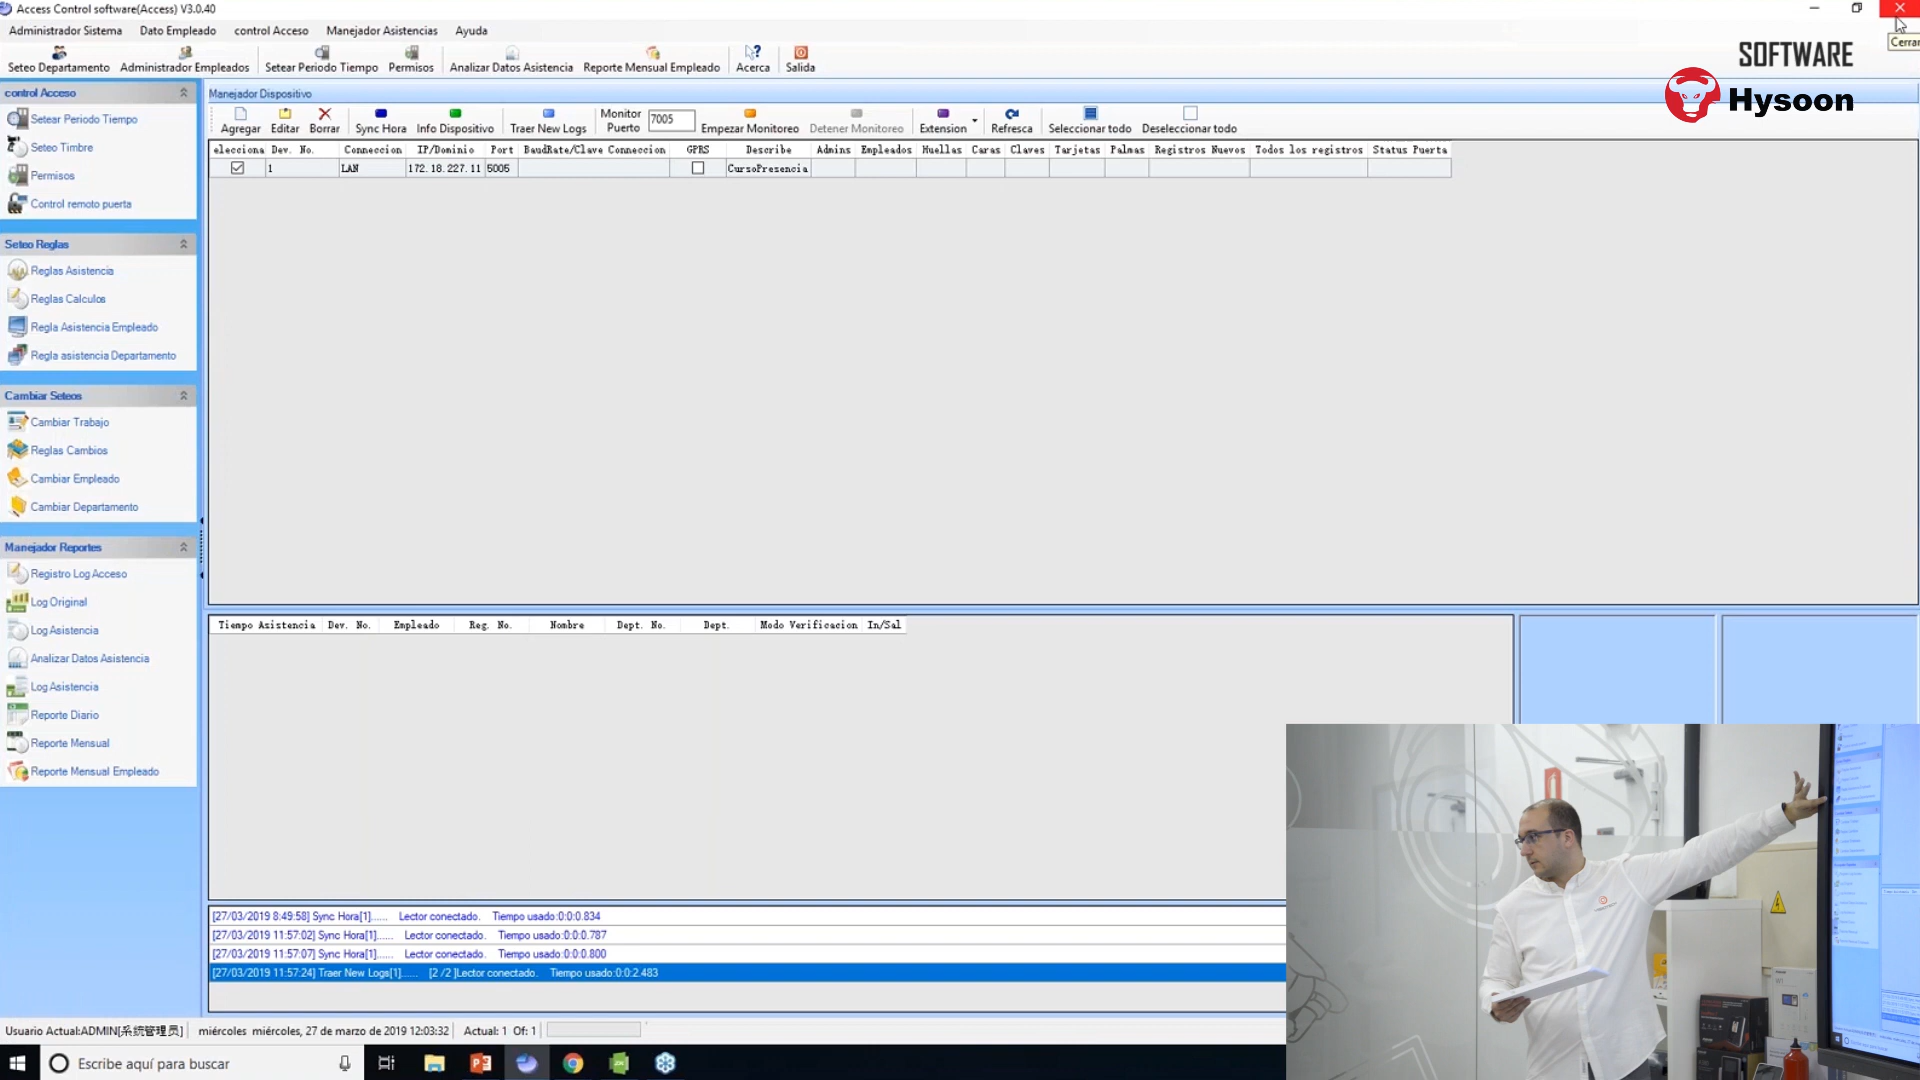 Access Control software(Access) V3.0.40
Administrador Sistema Dato Empleado control Acceso Manejador Asistencias Ayuda
Cerrar
SOFTWARE
Hysoon
Seteo Departamento Administrador Empleados Setear Periodo Tiempo Permisos Analizar Datos Asistencia Reporte Mensual Empleado Acerca Salida
control Acceso
Setear Periodo Tiempo
Seteo Timbre
Permisos
Control remoto puerta
Seteo Reglas
Reglas Asistencia
Reglas Calculos
Regla Asistencia Empleado
Regla asistencia Departamento
Cambiar Seteos
Cambiar Trabajo
Reglas Cambios
Cambiar Empleado
Cambiar Departamento
Manejador Reportes
Registro Log Acceso
Log Original
Log Asistencia
Analizar Datos Asistencia
Log Asistencia
Reporte Diario
Reporte Mensual
Reporte Mensual Empleado
Manejador Dispositivo
Agregar Editar Borrar Sync Hora Info Dispositivo Traer New Logs Monitor Puerto 7005 Empezar Monitoreo Detener Monitoreo Extension Refresca Seleccionar todo Deseleccionar todo
elecciona Dev. No. Conneccion IP/Dominio Port BaudRate/Clave Conneccion GPRS Describe Admins Empleados Huellas Caras Claves Tarjetas Palmas Registros Nuevos Todos los registros Status Puerta
1 LAN 172.18.227.11 5005 CursoPresencia
Tiempo Asistencia Dev. No. Empleado Reg. No. Nombre Dept. No. Dept. Modo Verificacion In/Sal
[27/03/2019 8:49:58] Sync Hora[1]...... Lector conectado. Tiempo usado:0:0:0.834
[27/03/2019 11:57:02] Sync Hora[1]...... Lector conectado. Tiempo usado:0:0:0.787
[27/03/2019 11:57:07] Sync Hora[1]...... Lector conectado. Tiempo usado:0:0:0.800
[27/03/2019 11:57:24] Traer New Logs[1]...... [2 /2 ]Lector conectado. Tiempo usado:0:0:2.483
Usuario Actual:ADMIN[系统管理员] miércoles miércoles, 27 de marzo de 2019 12:03:32 Actual: 1 Of: 1
Escribe aquí para buscar